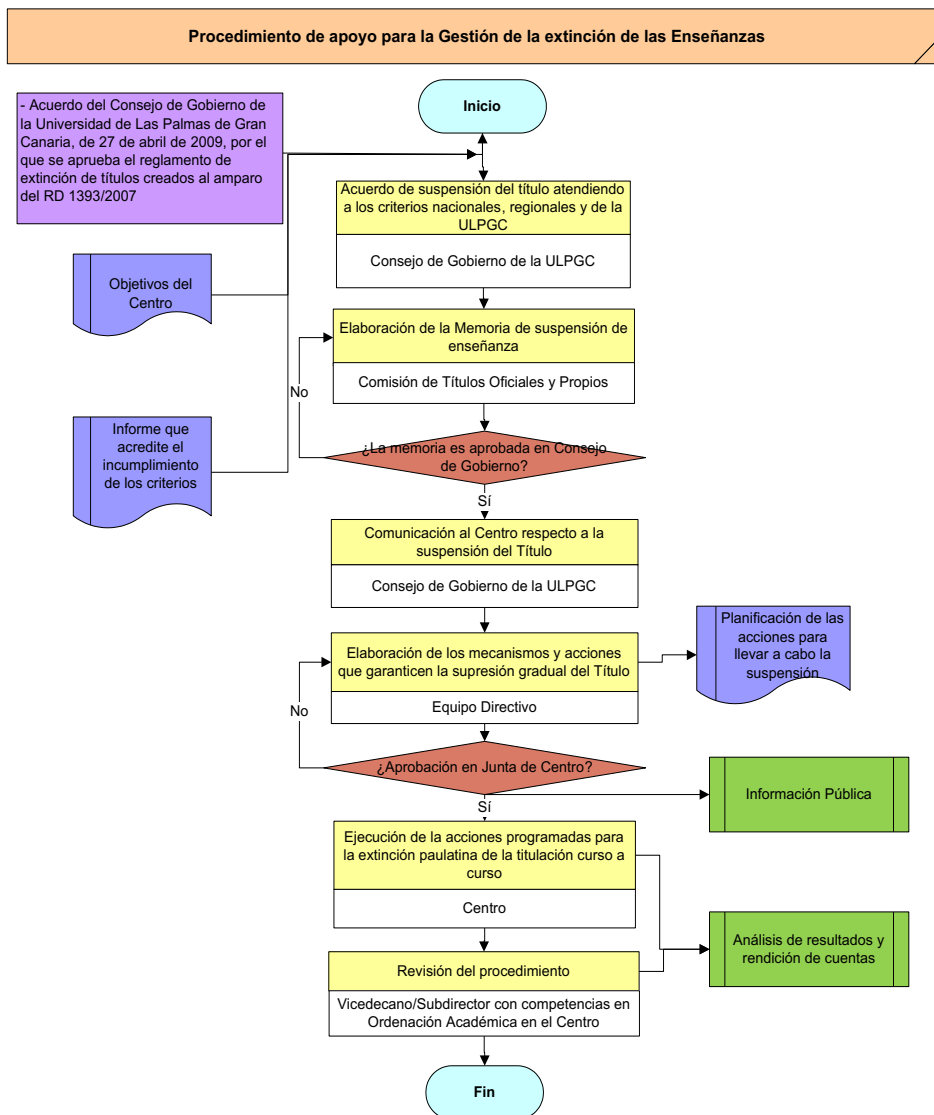 Procedimiento de apoyo para la Gestión de la extinción de las Enseñanzas
Inicio
- Acuerdo del Consejo de Gobierno de
la Universidad de Las Palmas de Gran
Canaria, de 27 de abril de 2009, por el
que se aprueba el reglamento de
extinción de títulos creados al amparo
del RD 1393/2007
Acuerdo de suspensión del título atendiendo
a los criterios nacionales, regionales y de la
ULPGC
Consejo de Gobierno de la ULPGC
Objetivos del
Centro
Elaboración de la Memoria de suspensión de
enseñanza
Comisión de Títulos Oficiales y Propios
No
Informe que
acredite el
incumplimiento
de los criterios
¿La memoria es aprobada en Consejo
de Gobierno?
Sí
Comunicación al Centro respecto a la
suspensión del Título
Consejo de Gobierno de la ULPGC
Planificación de las
acciones para
llevar a cabo la
suspensión
Elaboración de los mecanismos y acciones
que garanticen la supresión gradual del Título
Equipo Directivo
No
¿Aprobación en Junta de Centro?
Información Pública
Sí
Ejecución de la acciones programadas para
la extinción paulatina de la titulación curso a
curso
Centro
Análisis de resultados y
rendición de cuentas
Revisión del procedimiento
Vicedecano/Subdirector con competencias en
Ordenación Académica en el Centro
Fin